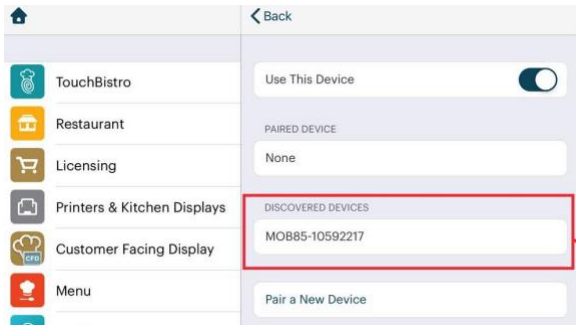 Back
TouchBistro
Restaurant
Licensing
Printers & Kitchen Displays
CFD
Customer Facing Display
Menu
Use This Device
PAIRED DEVICE
None
DISCOVERED DEVICES
MOB85-10592217
Pair a New Device